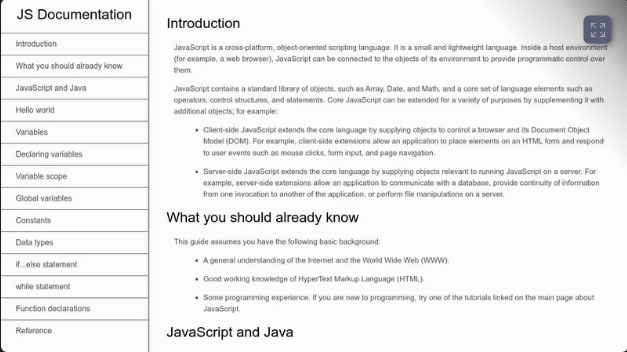 JS Documentation
Introduction
What you should already know
JavaScript and Java
Hello world
Variables
Declaring variables
Variable scope
Global variables
Constants
Data types
if...else statement
while statement
Function declarations
Reference
Introduction
JavaScript is a cross-platform, object-oriented scripting language. It is a small and lightweight language. Inside a host environment
(for example, a web browser), JavaScript can be connected to the objects of its environment to provide programmatic control over
them.
JavaScript contains a standard library of objects, such as Array, Date, and Math, and a core set of language elements such as
operators, control structures, and statements. Core JavaScript can be extended for a variety of purposes by supplementing it with
additional objects; for example:
• Client-side JavaScript extends the core language by supplying objects to control a browser and its Document Object
Model (DOM). For example, client-side extensions allow an application to place elements on an HTML form and respond
to user events such as mouse clicks, form input, and page navigation.
• Server-side JavaScript extends the core language by supplying objects relevant to running JavaScript on a server. For
example, server-side extensions allow an application to communicate with a database, provide continuity of information
from one invocation to another of the application, or perform file manipulations on a server.
What you should already know
This guide assumes you have the following basic background:
• A general understanding of the Internet and the World Wide Web (WWW).
• Good working knowledge of HyperText Markup Language (HTML).
• Some programming experience. If you are new to programming, try one of the tutorials linked on the main page about
JavaScript.
JavaScript and Java